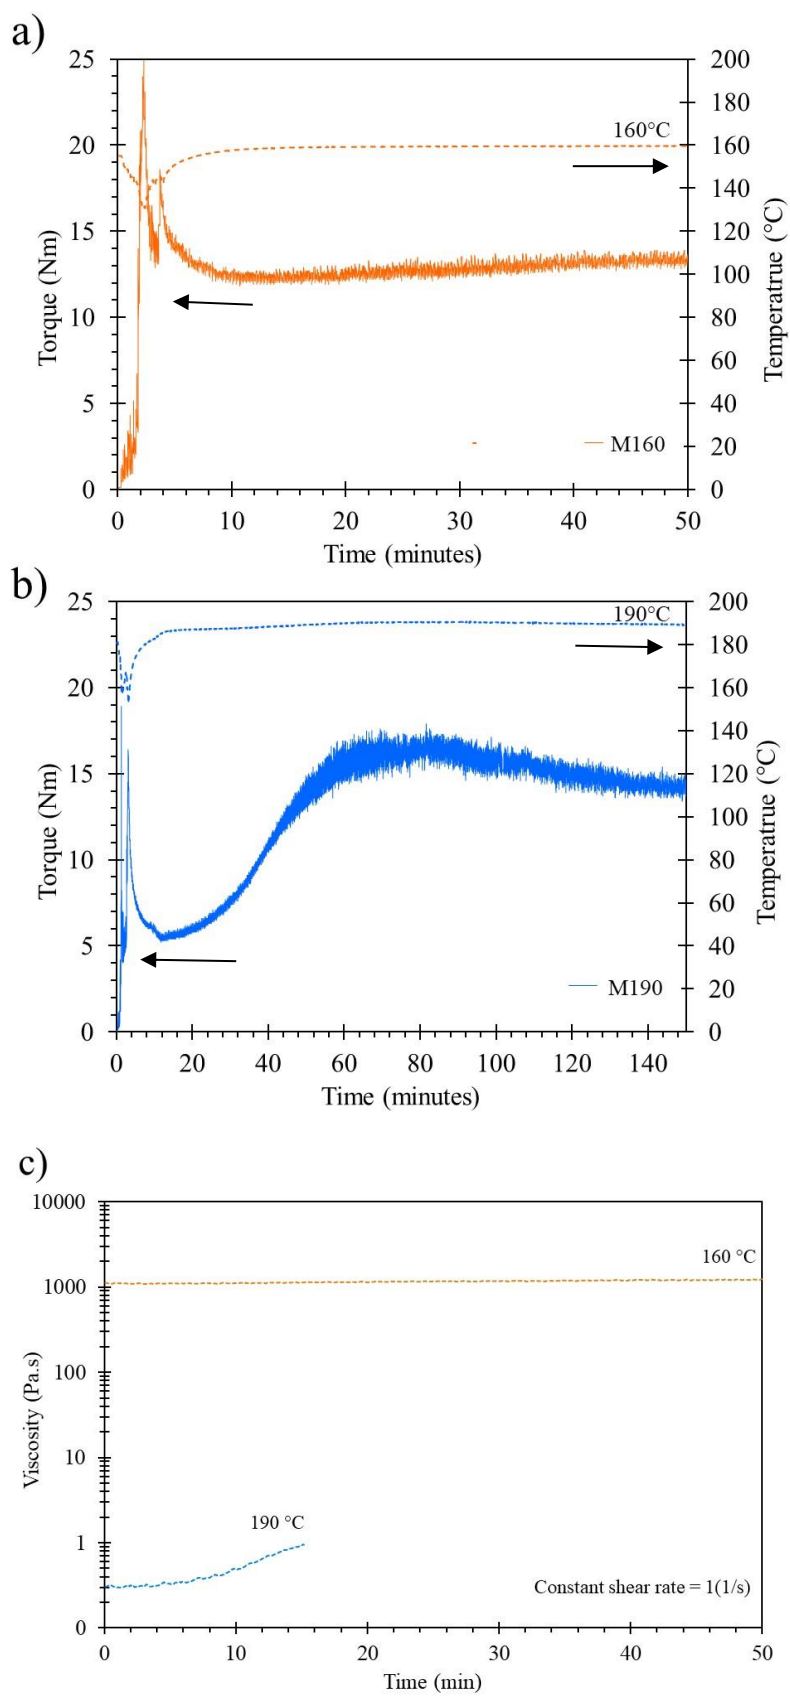 a)
25 200
180
20 160°C 160
140
15 120
100
10 80
60
5 40
M160 20
0 0
0 10 20 30 40 50
Torque (Nm)
Temperatrue (°C)
Time (minutes)
b)
25 190°C 200
180
20 160
140
15 120
100
10 80
60
5 40
M190 20
0 0
0 20 40 60 80 100 120 140
Torque (Nm)
Temperatrue (°C)
Time (minutes)
c)
10000
160 °C
1000
100
10
190 °C
1
Constant shear rate = 1(1/s)
0
0 10 20 30 40 50
Viscosity (Pa.s)
Time (min)